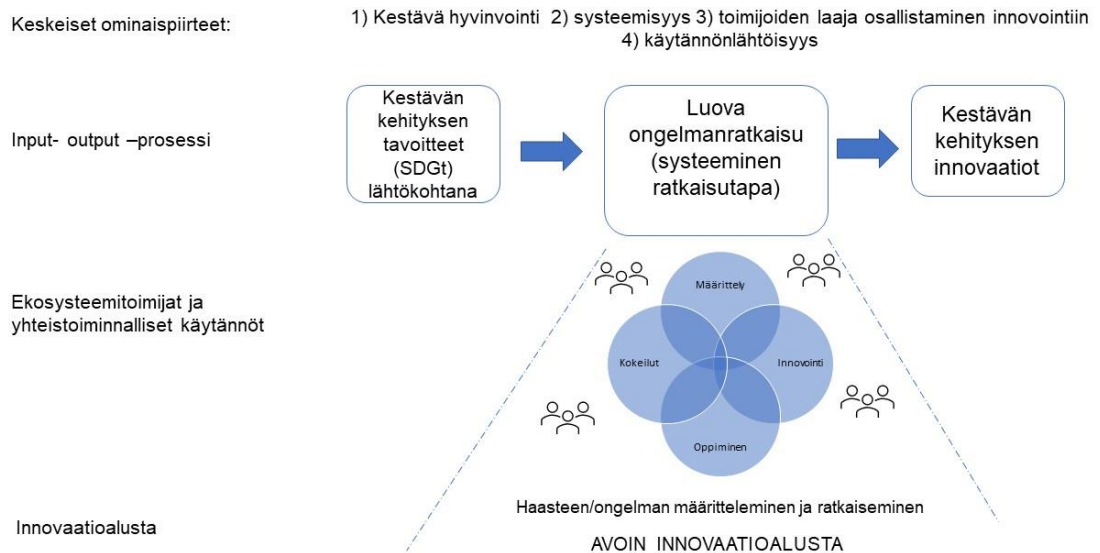 Keskeiset ominaispiirteet:
1) Kestävä hyvinvointi 2) systeemisyys 3) toimijoiden laaja osallistaminen innovointiin
4) käytännönlähtöisyys
Input- output –prosessi
Kestävän
kehityksen
tavoitteet
(SDGt)
lähtökohtana
Luova
ongelmanratkaisu
(systeeminen
ratkaisutapa)
Kestävän
kehityksen
innovaatiot
Ekosysteemitoimijat ja
yhteistoiminnalliset käytännöt
Määrittely
Kokeilut
Innovointi
Oppiminen
Haasteen/ongelman määritteleminen ja ratkaiseminen
Innovaatioalusta
AVOIN INNOVAATIOALUSTA